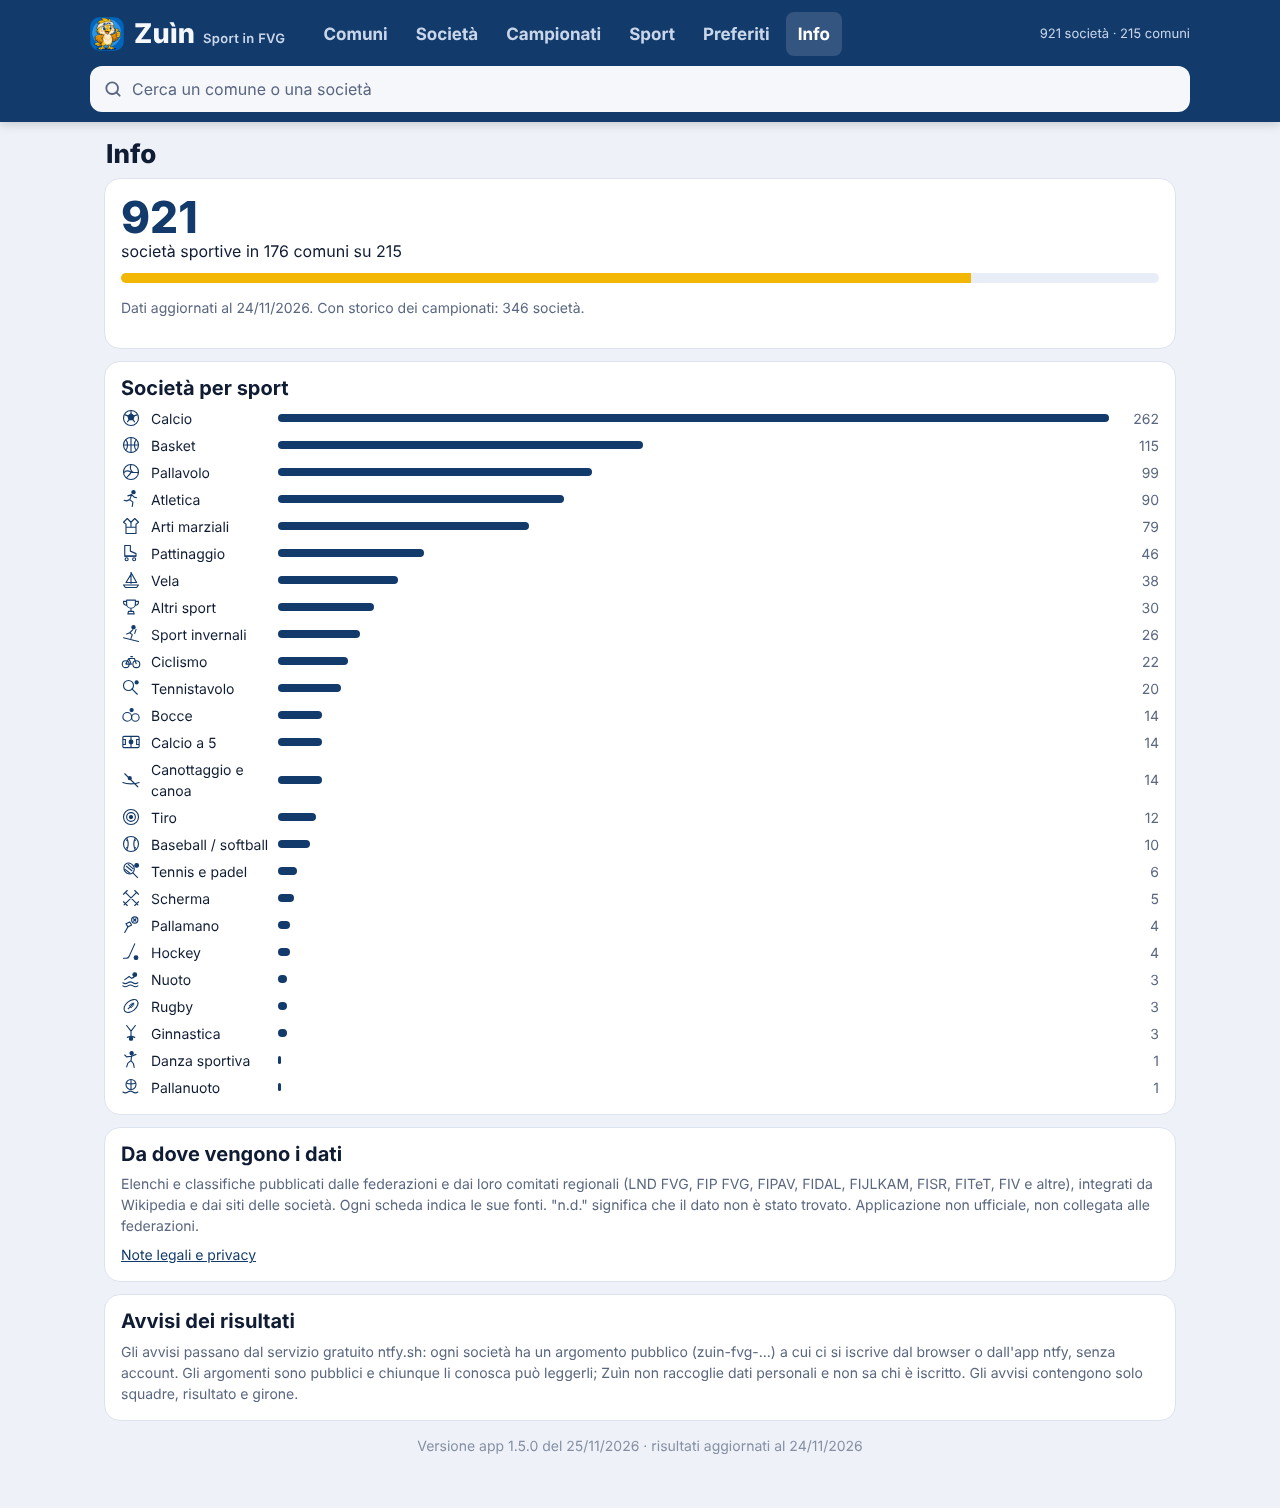 Zuìn Sport in FVG
Comuni Società Campionati Sport Preferiti Info
921 società · 215 comuni
Cerca un comune o una società
Info
921
società sportive in 176 comuni su 215
Dati aggiornati al 24/11/2026. Con storico dei campionati: 346 società.
Società per sport
Calcio 262
Basket 115
Pallavolo 99
Atletica 90
Arti marziali 79
Pattinaggio 46
Vela 38
Altri sport 30
Sport invernali 26
Ciclismo 22
Tennistavolo 20
Bocce 14
Calcio a 5 14
Canottaggio e
canoa 14
Tiro 12
Baseball / softball 10
Tennis e padel 6
Scherma 5
Pallamano 4
Hockey 4
Nuoto 3
Rugby 3
Ginnastica 3
Danza sportiva 1
Pallanuoto 1
Da dove vengono i dati
Elenchi e classifiche pubblicati dalle federazioni e dai loro comitati regionali (LND FVG, FIP FVG, FIPAV, FIDAL, FIJLKAM, FISR, FITeT, FIV e altre), integrati da
Wikipedia e dai siti delle società. Ogni scheda indica le sue fonti. "n.d." significa che il dato non è stato trovato. Applicazione non ufficiale, non collegata alle
federazioni.
Note legali e privacy
Avvisi dei risultati
Gli avvisi passano dal servizio gratuito ntfy.sh: ogni società ha un argomento pubblico (zuin-fvg-...) a cui ci si iscrive dal browser o dall'app ntfy, senza
account. Gli argomenti sono pubblici e chiunque li conosca può leggerli; Zuìn non raccoglie dati personali e non sa chi è iscritto. Gli avvisi contengono solo
squadre, risultato e girone.
Versione app 1.5.0 del 25/11/2026 · risultati aggiornati al 24/11/2026